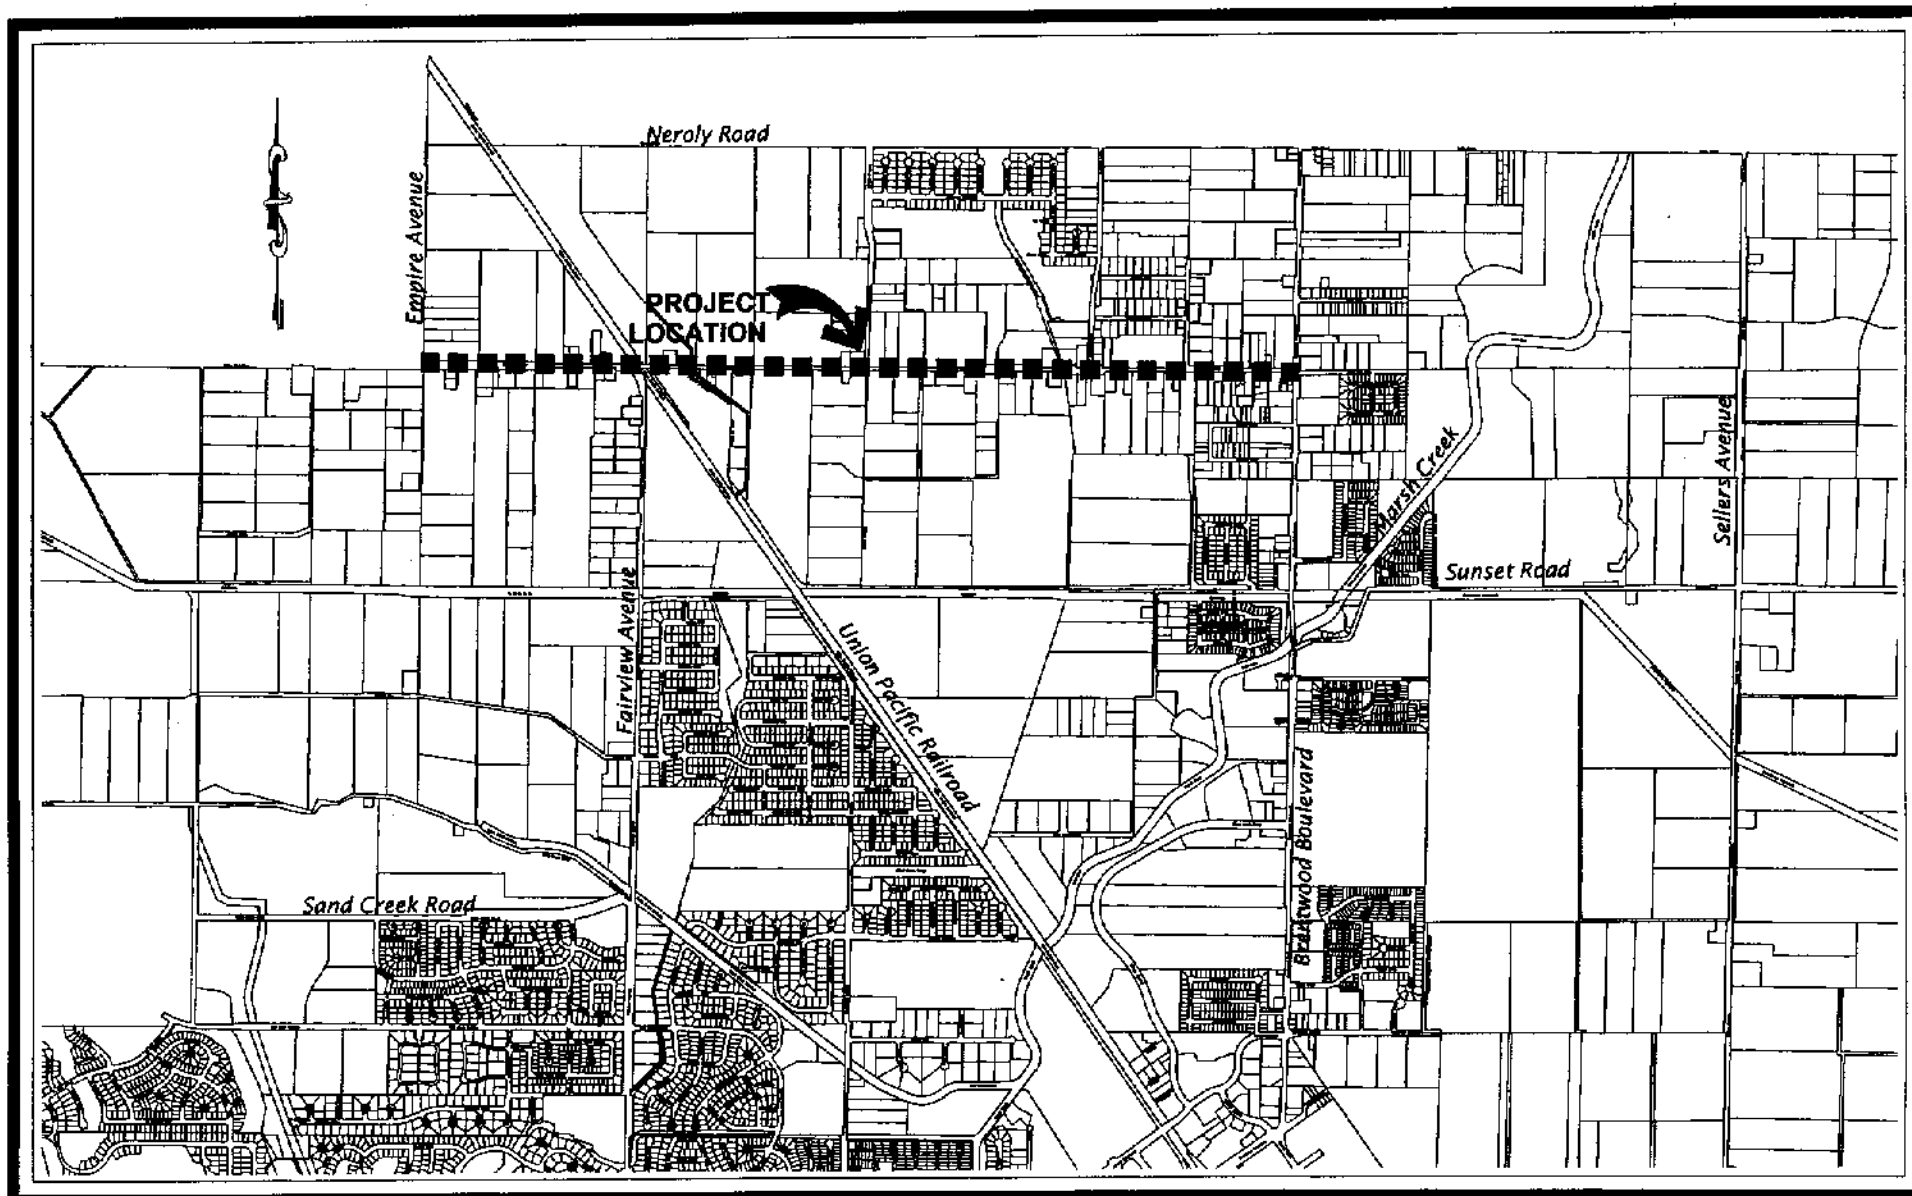 Neroly Road
Empire Avenue
PROJECT
LOCATION
Marsh Creek
Sellers Avenue
Sunset Road
Fairview Avenue
Union Pacific Railroad
Brentwood Boulevard
Sand Creek Road